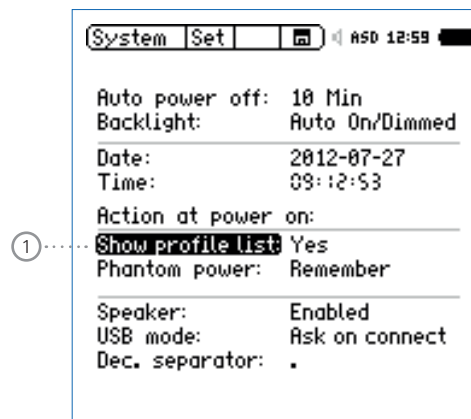 System Set ASD 12:59
Auto power off: 10 Min
Backlight: Auto On/Dimmed
Date: 2012-07-27
Time: 09:12:53
Action at power on:
1 Show profile list: Yes
Phantom power: Remember
Speaker: Enabled
USB mode: Ask on connect
Dec. separator: .